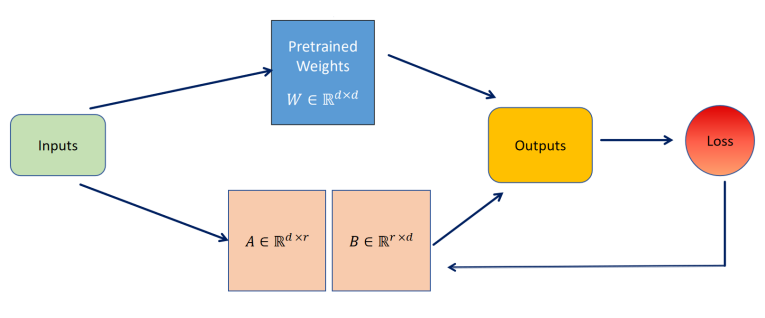 Pretrained
Weights
W ∈ ℝ^{d×d}
Inputs
Outputs
Loss
A ∈ ℝ^{d×r}
B ∈ ℝ^{r×d}